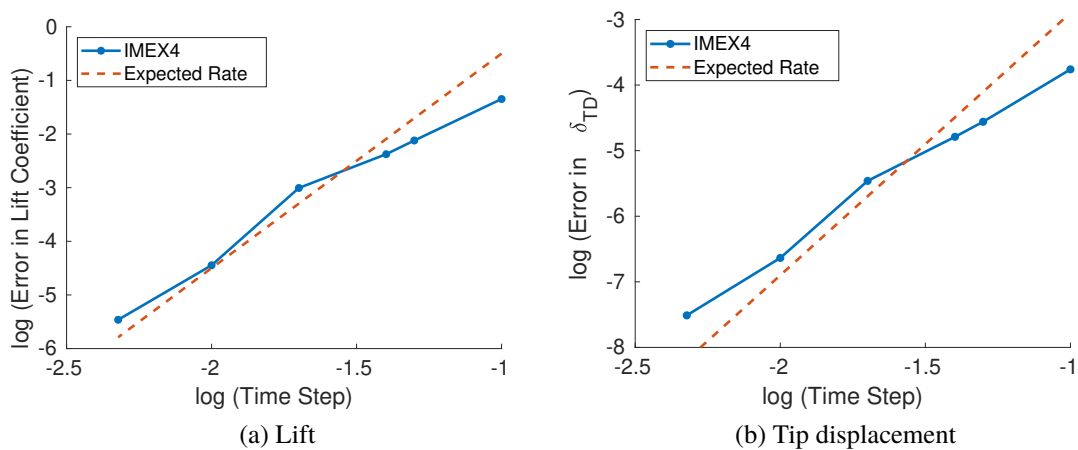 0
-1
-2
-3
-4
-5
-6
log (Error in Lift Coefficient)
IMEX4
Expected Rate
-2.5
-2
-1.5
-1
log (Time Step)
(a) Lift
-3
-4
-5
-6
-7
-8
log (Error in δTD)
IMEX4
Expected Rate
-2.5
-2
-1.5
-1
log (Time Step)
(b) Tip displacement